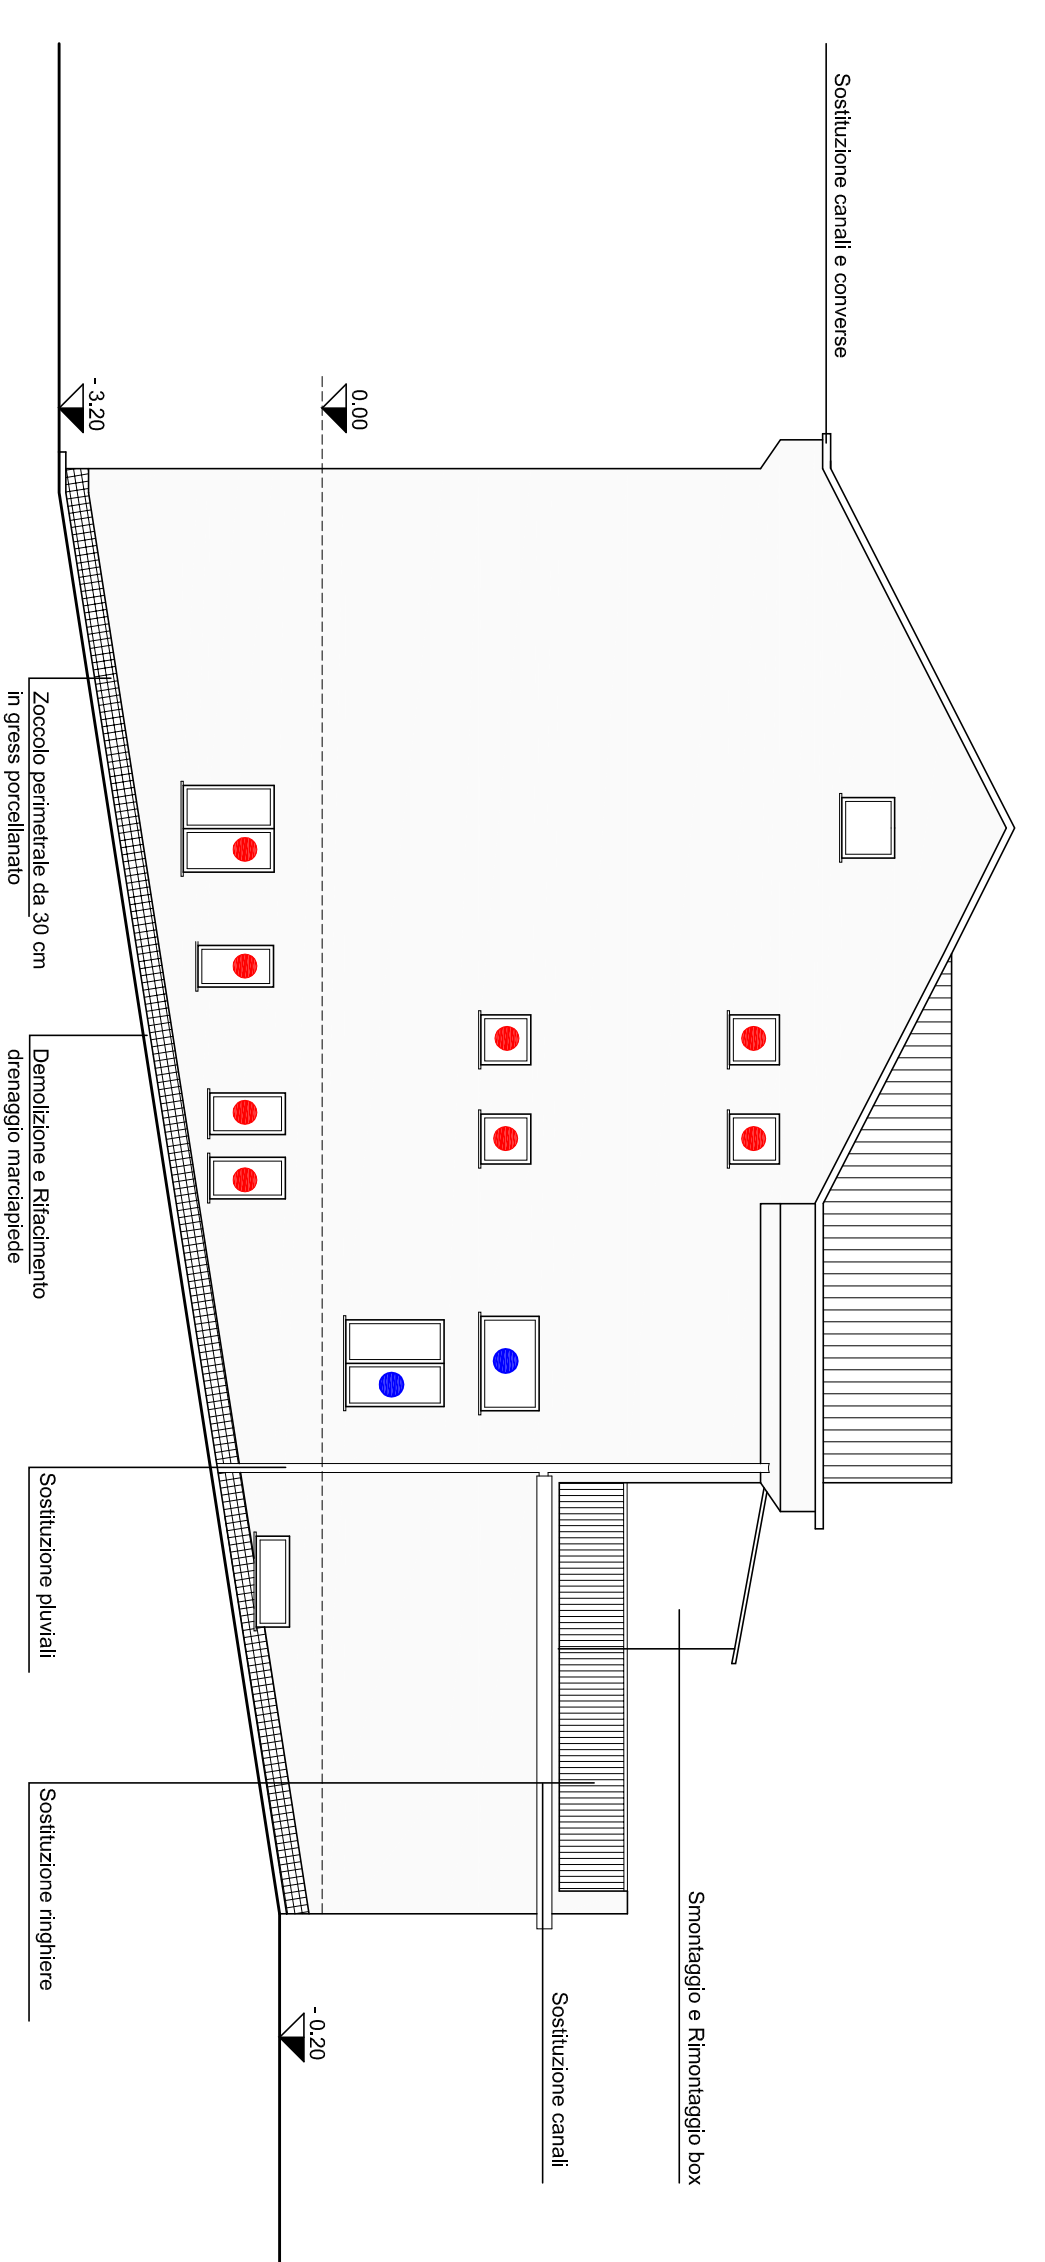 Sostituzione canali e converse
0.00
- 3.20
Zoccolo perimetrale da 30 cm
in gress porcellanato
Demolizione e Rifacimento
drenaggio marciapiede
Sostituzione pluviali
Sostituzione ringhiere
Smontaggio e Rimontaggio box
Sostituzione canali
- 0.20